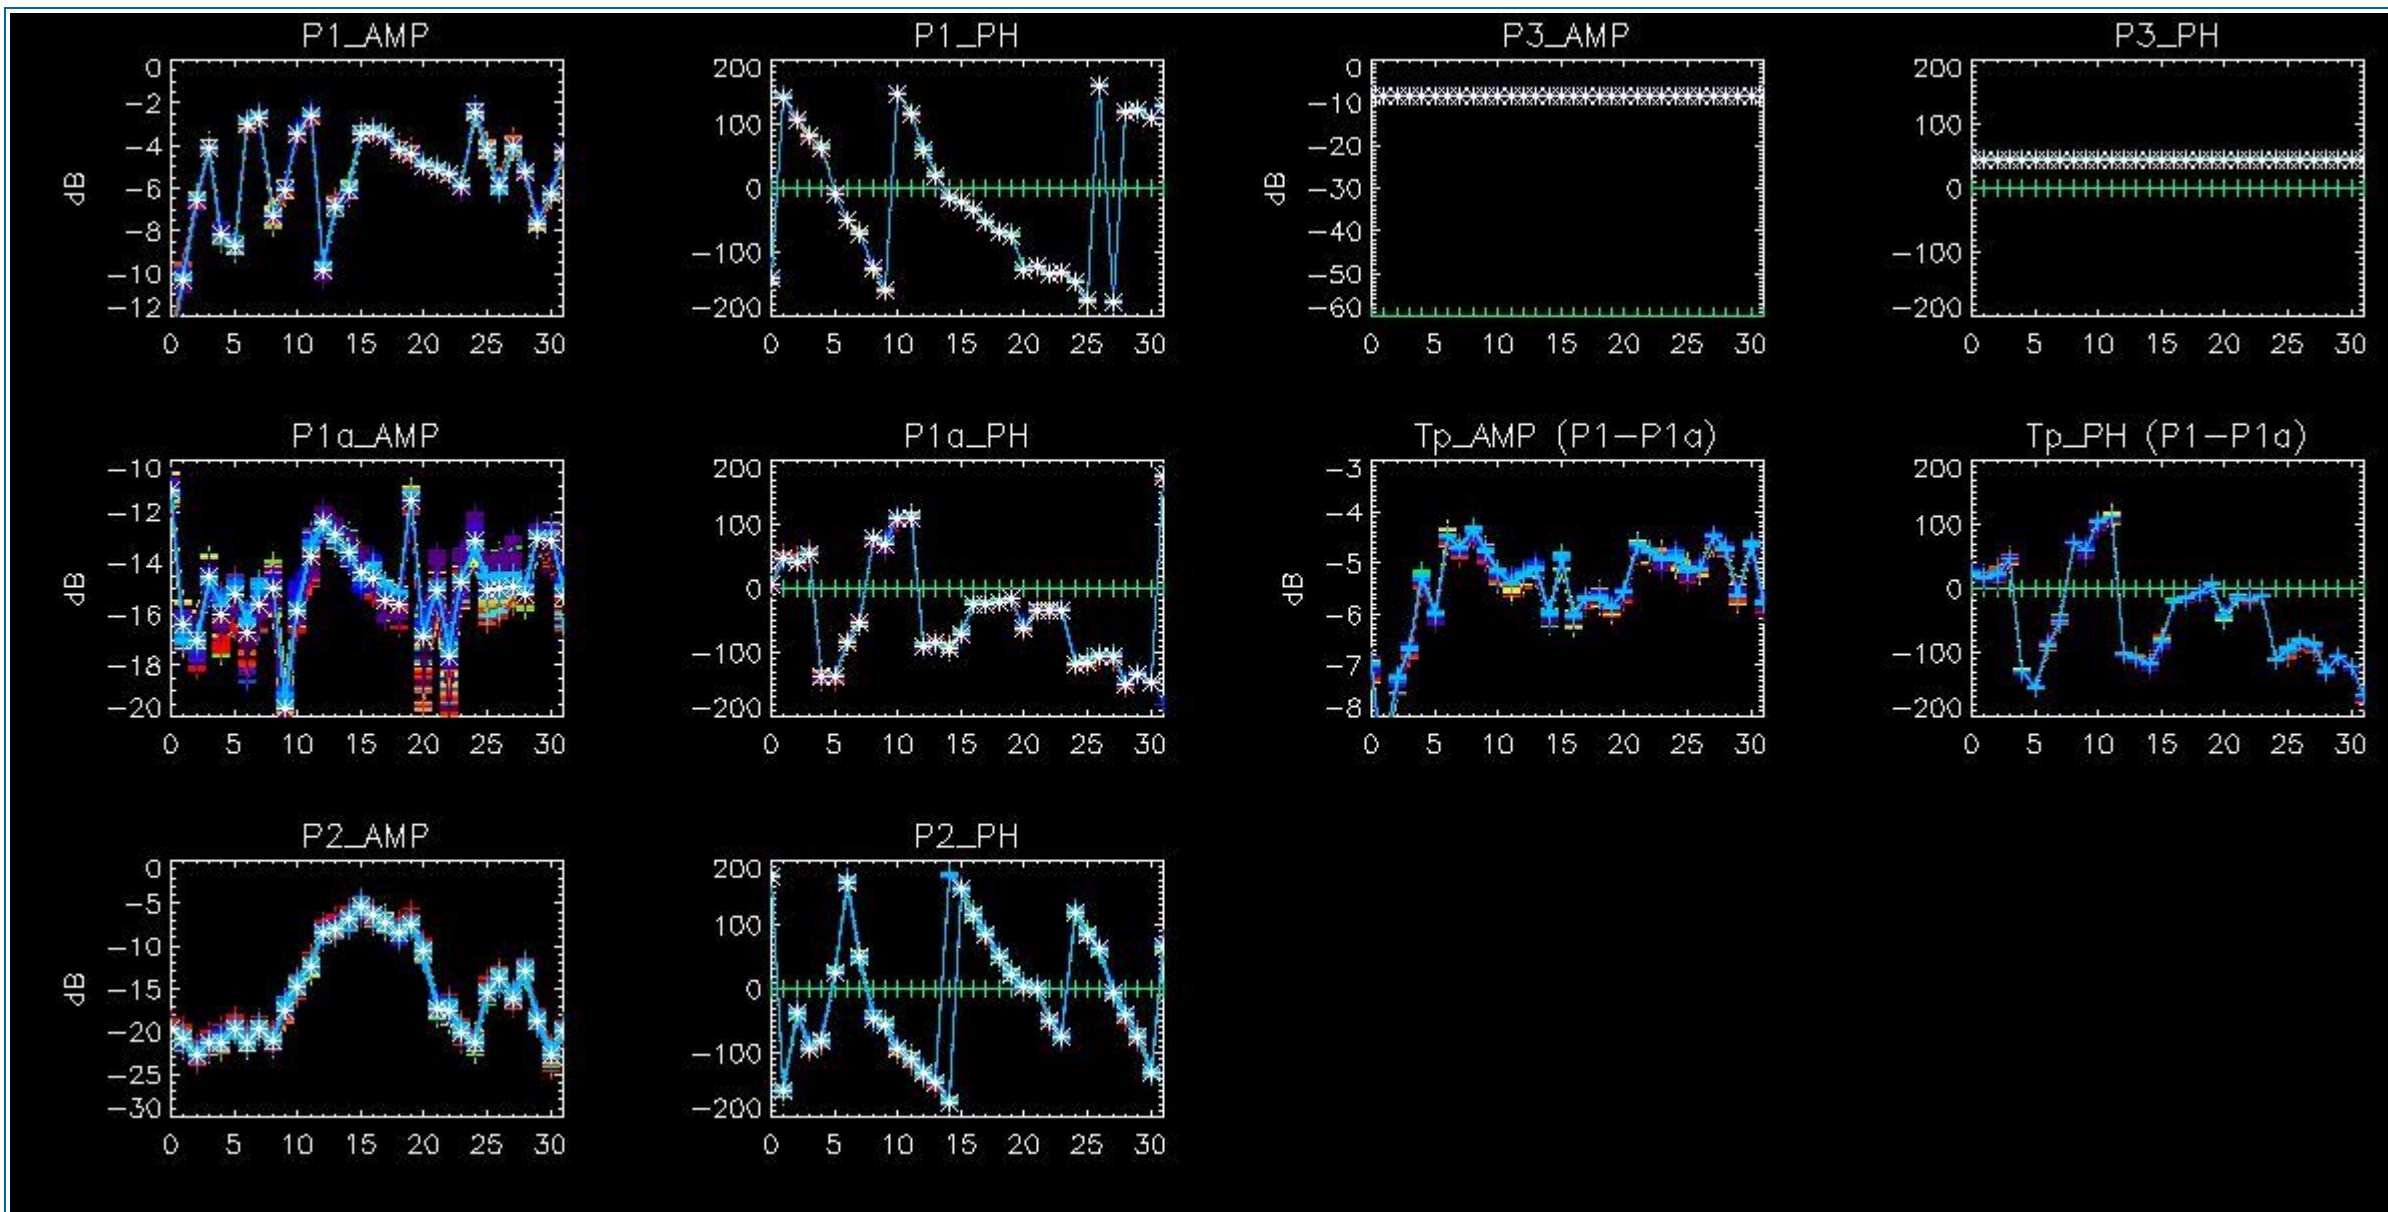 P1_AMP P1_PH P3_AMP P3_PH
0 200 0 200
−2 −10
−4 100 −20 100
−6 0 −30 0
dB dB
−8 −40
−10 −100 −50 −100
−12 −200 −60 −200
0 5 10 15 20 25 30 0 5 10 15 20 25 30 0 5 10 15 20 25 30 0 5 10 15 20 25 30
P1a_AMP P1a_PH Tp_AMP (P1−P1a) Tp_PH (P1−P1a)
−10 200 −3 200
−12 100 −4 100
−14 0 −5 0
dB dB
−16 −6
−18 −100 −7 −100
−20 −200 −8 −200
0 5 10 15 20 25 30 0 5 10 15 20 25 30 0 5 10 15 20 25 30 0 5 10 15 20 25 30
P2_AMP P2_PH
0 200
−5 100
−10
dB
−15 0
−20
−25 −100
−30 −200
0 5 10 15 20 25 30 0 5 10 15 20 25 30